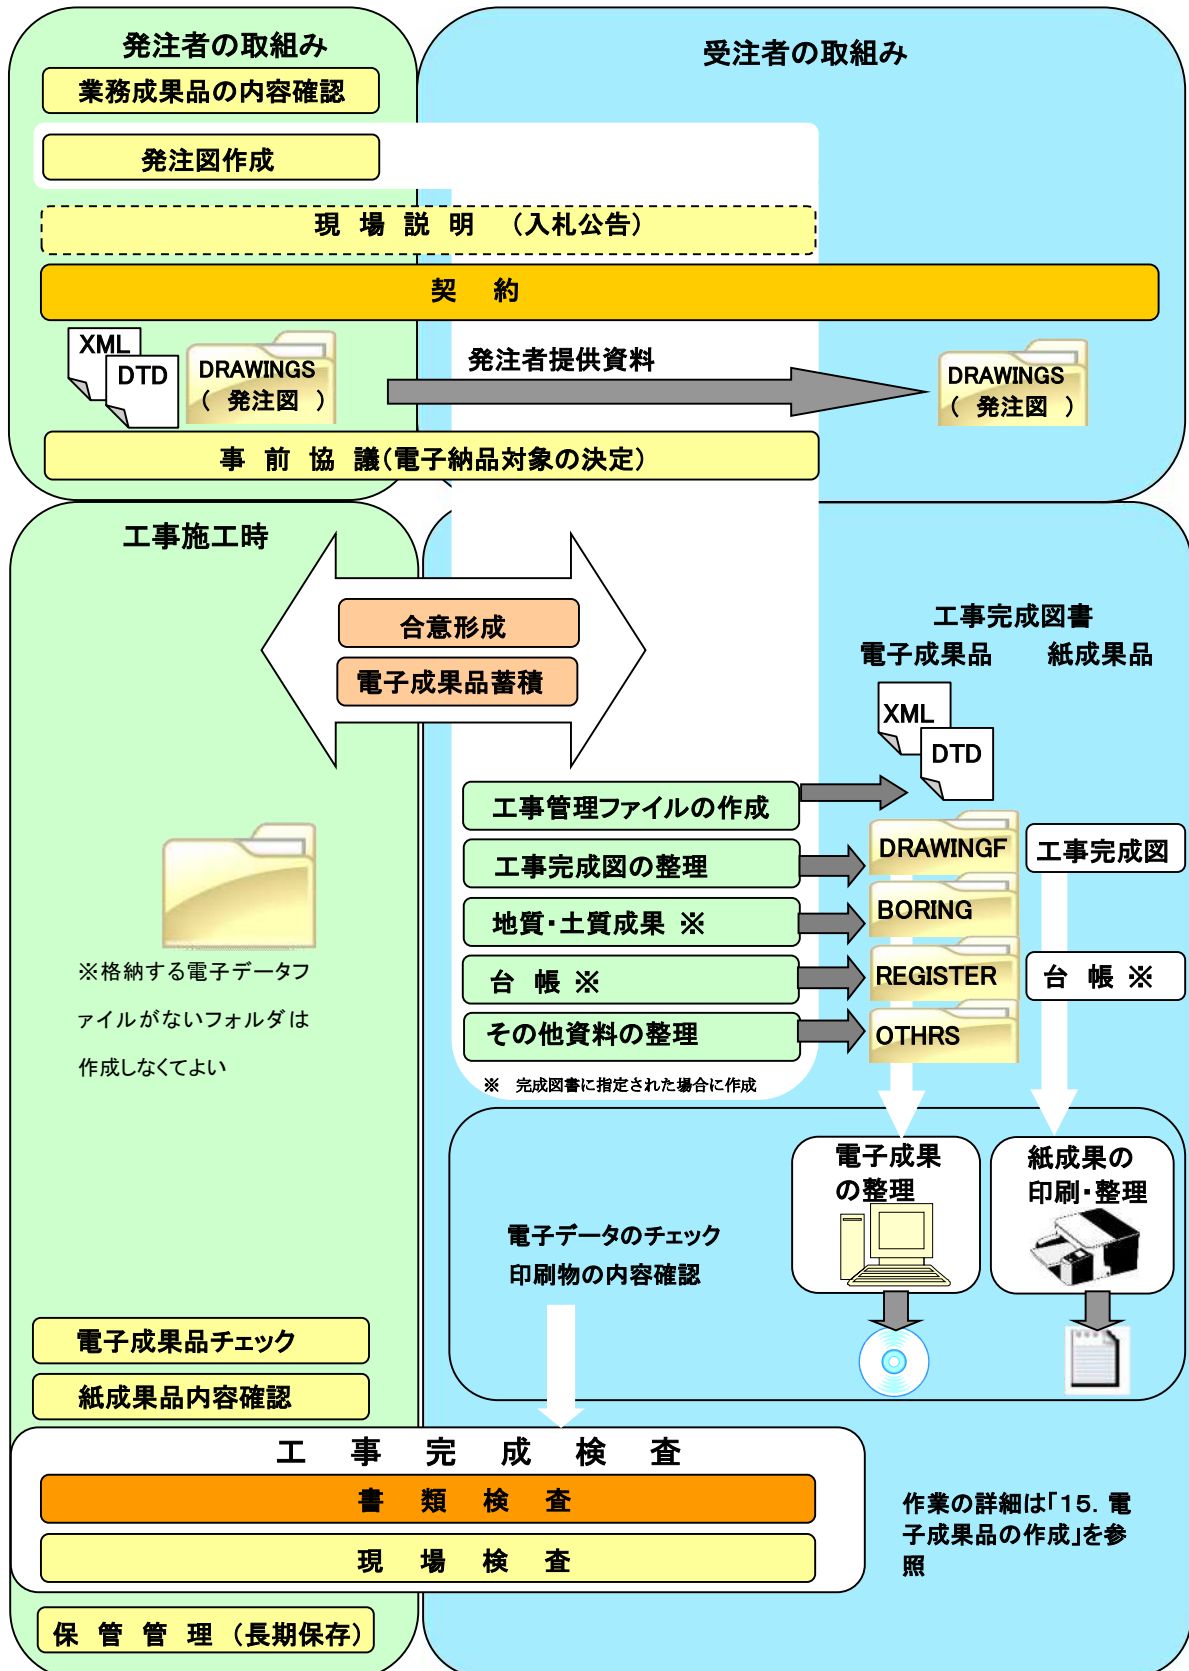 発注者の取組み
受注者の取組み
業務成果品の内容確認
発注図作成
現 場 説 明 （入札公告）
契 約
XML
DTD
DRAWINGS
（ 発注図 ）
発注者提供資料
DRAWINGS
（ 発注図 ）
事 前 協 議（電子納品対象の決定）
工事施工時
合意形成
電子成果品蓄積
工事完成図書
電子成果品 紙成果品
XML
DTD
工事管理ファイルの作成
工事完成図の整理
DRAWINGF
工事完成図
地質・土質成果 ※
BORING
台 帳 ※
REGISTER
台 帳 ※
その他資料の整理
OTHRS
※ 完成図書に指定された場合に作成
※格納する電子データフ
ァイルがないフォルダは
作成しなくてよい
電子成果
の整理
紙成果の
印刷・整理
電子データのチェック
印刷物の内容確認
電子成果品チェック
紙成果品内容確認
工 事 完 成 検 査
書 類 検 査
現 場 検 査
作業の詳細は「15．電
子成果品の作成」を参
照
保 管 管 理 （長期保存）